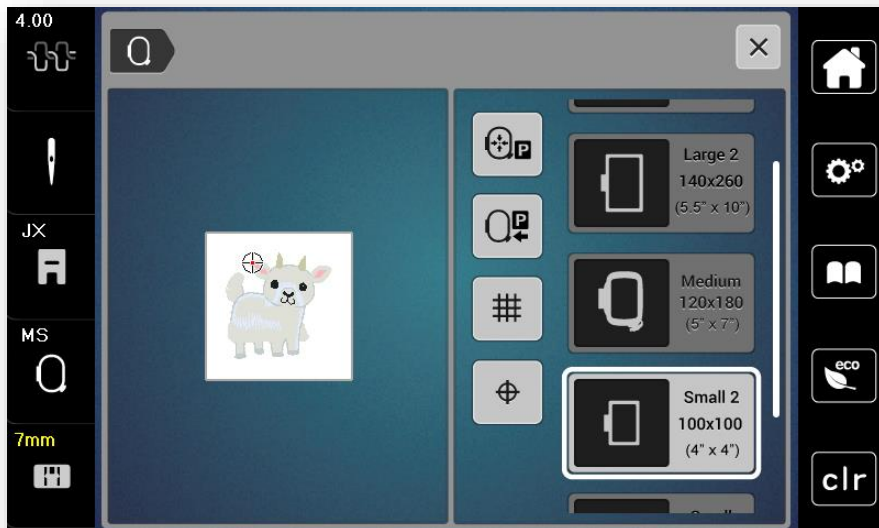 4.00
JX
MS
7mm
P
P
Large 2
140x260
(5.5" x 10")
Medium
120x180
(5" x 7")
Small 2
100x100
(4" x 4")
eco
clr